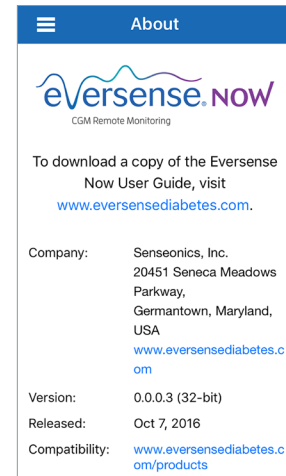 About
eversense. NOW
CGM Remote Monitoring
To download a copy of the Eversense
Now User Guide, visit
www.eversensediabetes.com.
Company: Senseonics, Inc.
20451 Seneca Meadows
Parkway,
Germantown, Maryland,
USA
www.eversensediabetes.c
om
Version: 0.0.0.3 (32-bit)
Released: Oct 7, 2016
Compatibility: www.eversensediabetes.c
om/products